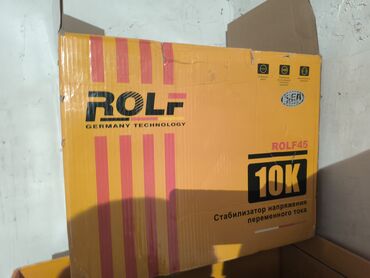 ROLF
GERMANY TECHNOLOGY
ROLF45
10K
Стабилизатор напряжения
переменного тока